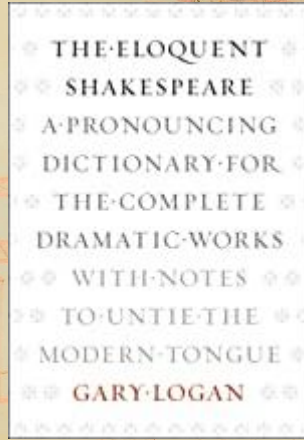 THE·ELOQUENT
SHAKESPEARE
A·PRONOUNCING
DICTIONARY·FOR
THE·COMPLETE
DRAMATIC·WORKS
WITH·NOTES
TO·UNTIE·THE
MODERN·TONGUE
GARY·LOGAN